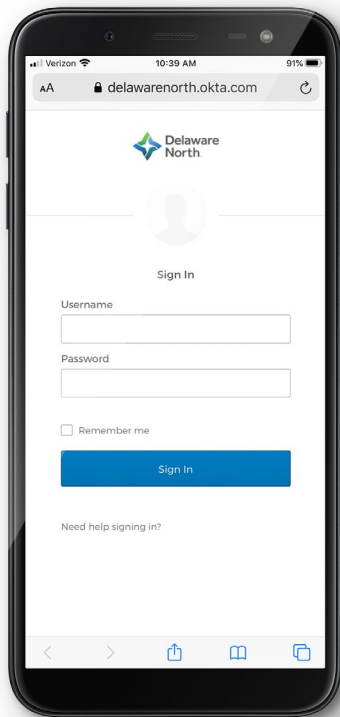 Verizon 10:39 AM 91%
AA delawarenorth.okta.com
Delaware
North
Sign In
Username
Password
Remember me
Sign In
Need help signing in?